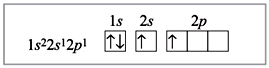 1s 2s 2p
1s²2s¹2p¹ ↑↓ ↑ ↑